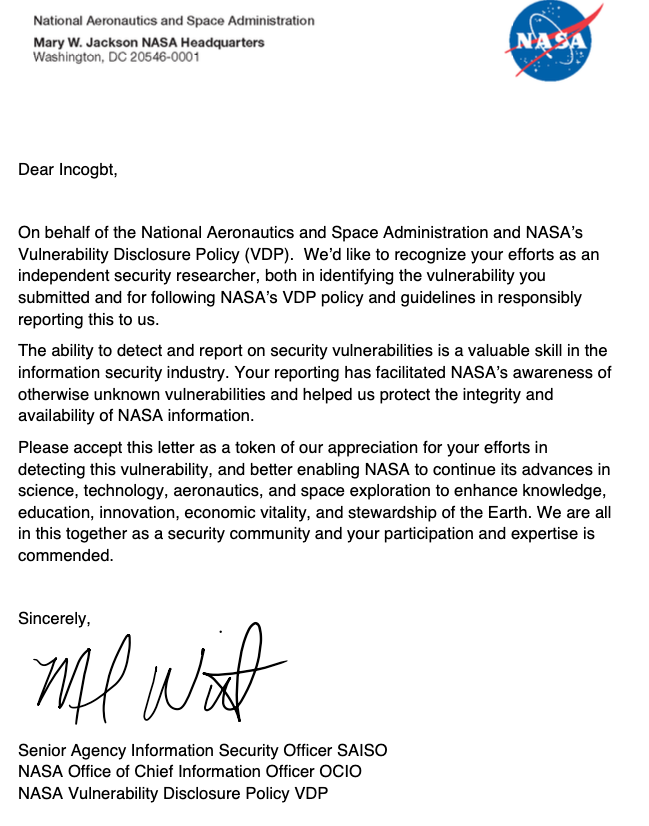 National Aeronautics and Space Administration
Mary W. Jackson NASA Headquarters
Washington, DC 20546-0001
NASA
Dear Incogbt,
On behalf of the National Aeronautics and Space Administration and NASA’s
Vulnerability Disclosure Policy (VDP).  We’d like to recognize your efforts as an
independent security researcher, both in identifying the vulnerability you
submitted and for following NASA’s VDP policy and guidelines in responsibly
reporting this to us.
The ability to detect and report on security vulnerabilities is a valuable skill in the
information security industry. Your reporting has facilitated NASA’s awareness of
otherwise unknown vulnerabilities and helped us protect the integrity and
availability of NASA information.
Please accept this letter as a token of our appreciation for your efforts in
detecting this vulnerability, and better enabling NASA to continue its advances in
science, technology, aeronautics, and space exploration to enhance knowledge,
education, innovation, economic vitality, and stewardship of the Earth. We are all
in this together as a security community and your participation and expertise is
commended.
Sincerely,
Senior Agency Information Security Officer SAISO
NASA Office of Chief Information Officer OCIO
NASA Vulnerability Disclosure Policy VDP